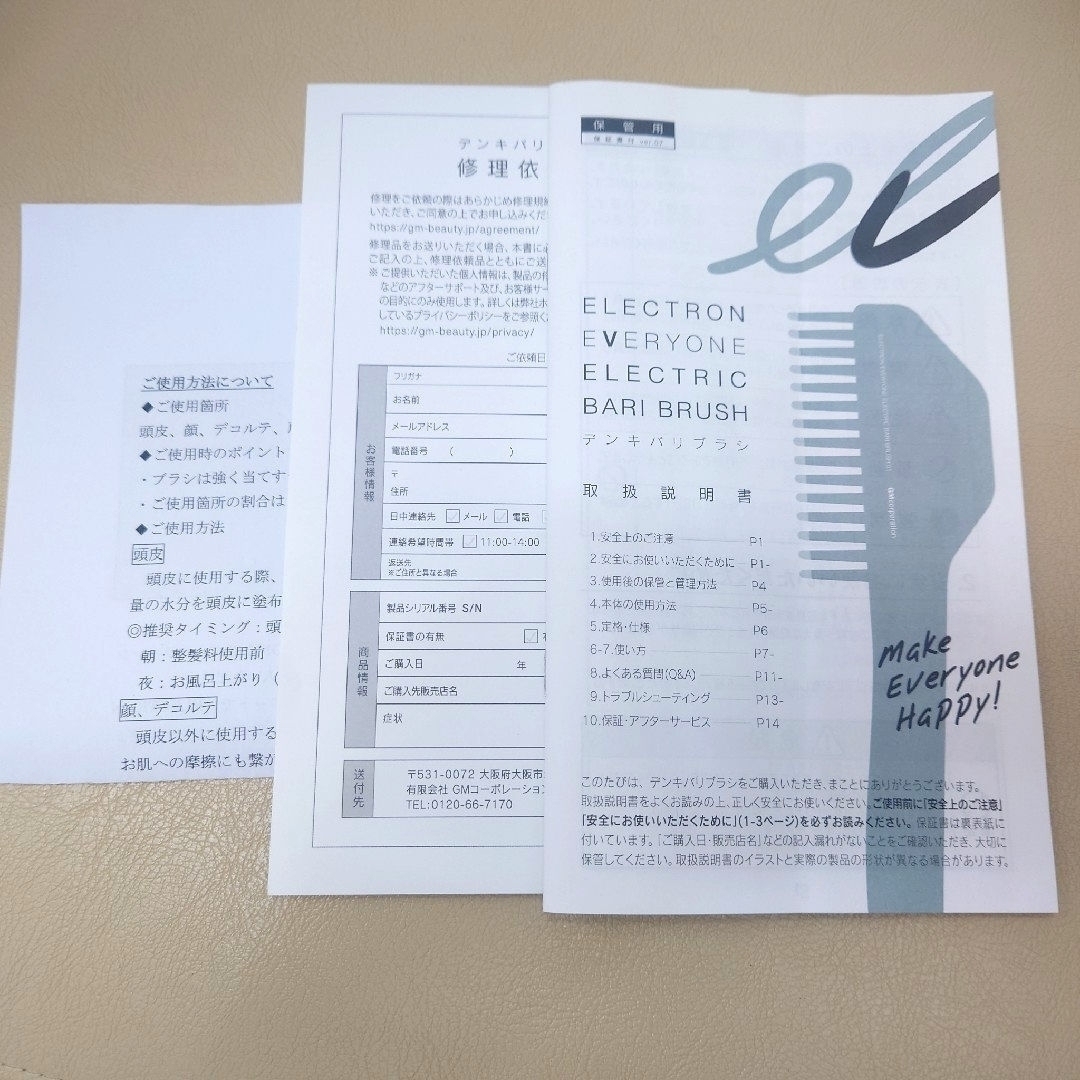 ご使用方法について
◆ご使用箇所
頭皮、顔、デコルテ、
◆ご使用時のポイント
・ブラシは強く当てす
・ご使用箇所の割合は
◆ご使用方法
頭皮
頭皮に使用する際、
量の水分を頭皮に塗布
◎推奨タイミング：頭
朝：整髪料使用前
夜：お風呂上がり（
顔、デコルテ
頭皮以外に使用する
お肌への摩擦にも繋が
デンキバリ
修理依
修理をご依頼の際はあらかじめ修理規約
いただき、ご同意の上でお申し込みくだ
https://gm-beauty.jp/agreement/
修理品をお送りいただく場合、本書に必
ご記入の上、修理依頼品とともにご送
※ご提供いただいた個人情報は、製品の修
などのアフターサポート及び、お客様サー
の目的にのみ使用します。詳しくは弊社ホ
しているプライバシーポリシーをご参照くだ
https://gm-beauty.jp/privacy/
ご依頼日
お客様情報
フリガナ
お名前
メールアドレス
電話番号 （ ）
〒
住所
日中連絡先 メール 電話
連絡希望時間帯 11:00-14:00
返送先
※ご住所と異なる場合
商品情報
製品シリアル番号 S/N
保証書の有無
ご購入日 年
ご購入先販売店名
症状
送付先
〒531-0072 大阪府大阪市
有限会社 GMコーポレーション
TEL:0120-66-7170
保管用
保証書付 ver.07
el
ELECTRON
EVERYONE
ELECTRIC
BARI BRUSH
デンキバリブラシ
取扱説明書
1.安全上のご注意 P1
2.安全にお使いいただくために P1-
3.使用後の保管と管理方法 P4
4.本体の使用方法 P5-
5.定格・仕様 P6
6-7.使い方 P7-
8.よくある質問(Q&A) P11-
9.トラブルシューティング P13-
10.保証・アフターサービス P14
ELECTRON EVERYONE ELECTRIC BARI BRUSH
GMcorporation
Make
Everyone
HaPPy!
このたびは、デンキバリブラシをご購入いただき、まことにありがとうございます。
取扱説明書をよくお読みの上、正しく安全にお使いください。ご使用前に「安全上のご注意」
「安全にお使いいただくために」(1-3ページ)を必ずお読みください。保証書は裏表紙に
付いています。「ご購入日・販売店名」などの記入漏れがないことをご確認いただき、大切に
保管してください。取扱説明書のイラストと実際の製品の形状が異なる場合があります。